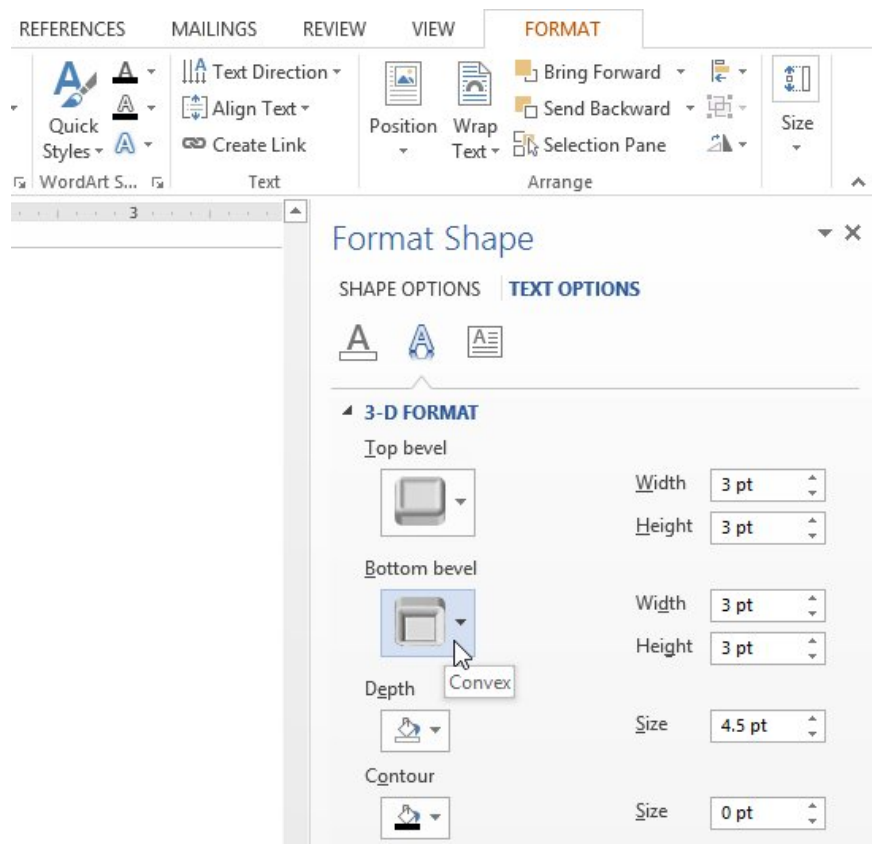 REFERENCES MAILINGS REVIEW VIEW FORMAT
A A Text Direction Bring Forward
A Align Text Send Backward
Quick Position Wrap Size
Styles A Create Link Text Selection Pane
WordArt S... Text Arrange
3
Format Shape
SHAPE OPTIONS TEXT OPTIONS
A A A
3-D FORMAT
Top bevel
Width 3 pt
Height 3 pt
Bottom bevel
Width 3 pt
Height 3 pt
Convex
Depth
Size 4.5 pt
Contour
Size 0 pt